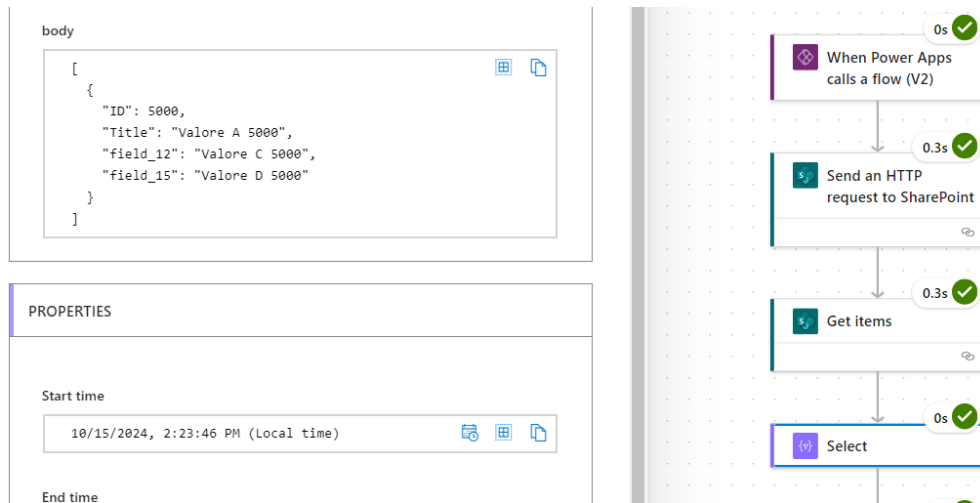 body
[
{
"ID": 5000,
"Title": "Valore A 5000",
"field_12": "Valore C 5000",
"field_15": "Valore D 5000"
}
]
PROPERTIES
Start time
10/15/2024, 2:23:46 PM (Local time)
End time
0s
When Power Apps
calls a flow (V2)
0.3s
Send an HTTP
request to SharePoint
0.3s
Get items
0s
Select